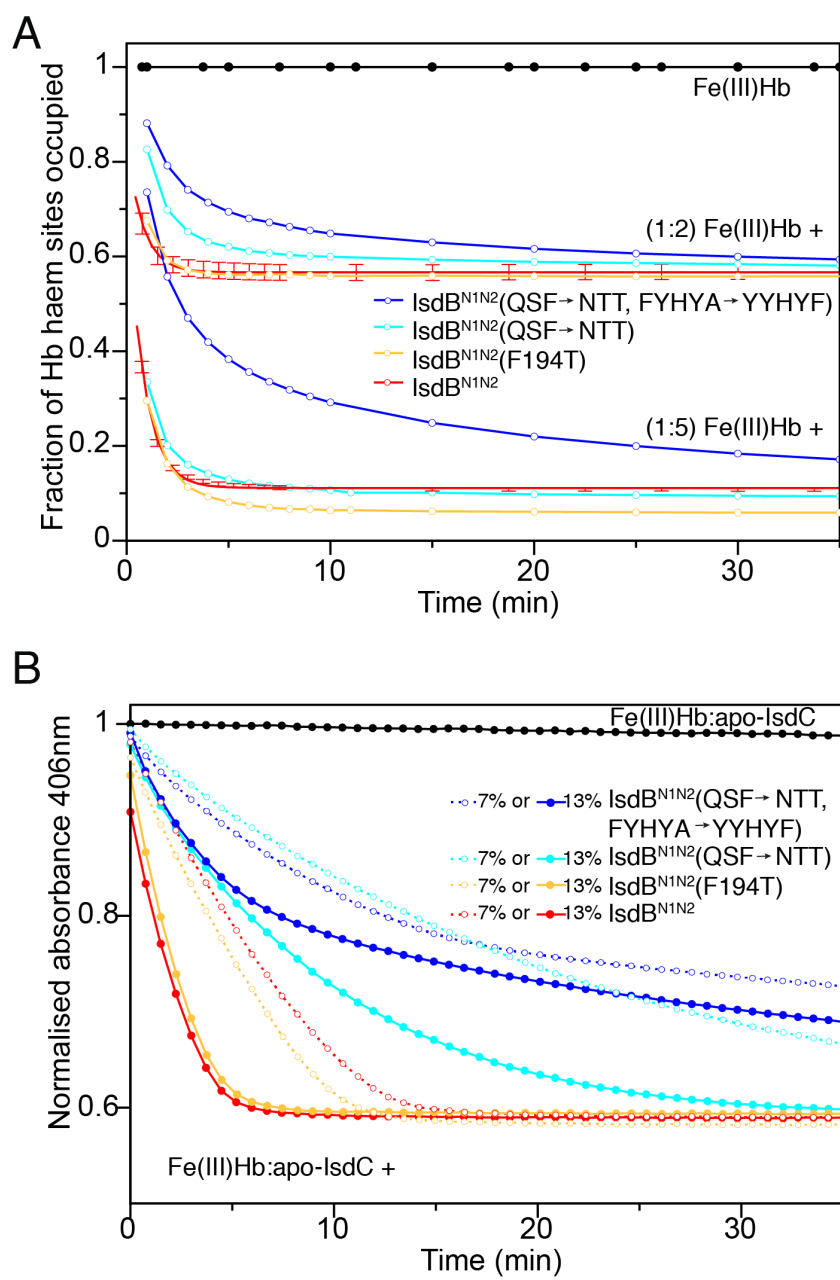 A
Fraction of Hb haem sites occupied
1
0.8
0.6
0.4
0.2
0
Fe(III)Hb
(1:2) Fe(III)Hb +
IsdBN1N2(QSF→NTT, FYHYA→YYHYF)
IsdBN1N2(QSF→NTT)
IsdBN1N2(F194T)
IsdBN1N2
(1:5) Fe(III)Hb +
0 10 20 30
Time (min)
B
Normalised absorbance 406nm
1
0.8
0.6
Fe(III)Hb:apo-IsdC
7% or 13% IsdBN1N2(QSF→NTT,
FYHYA→YYHYF)
7% or 13% IsdBN1N2(QSF→NTT)
7% or 13% IsdBN1N2(F194T)
7% or 13% IsdBN1N2
Fe(III)Hb:apo-IsdC +
0 10 20 30
Time (min)